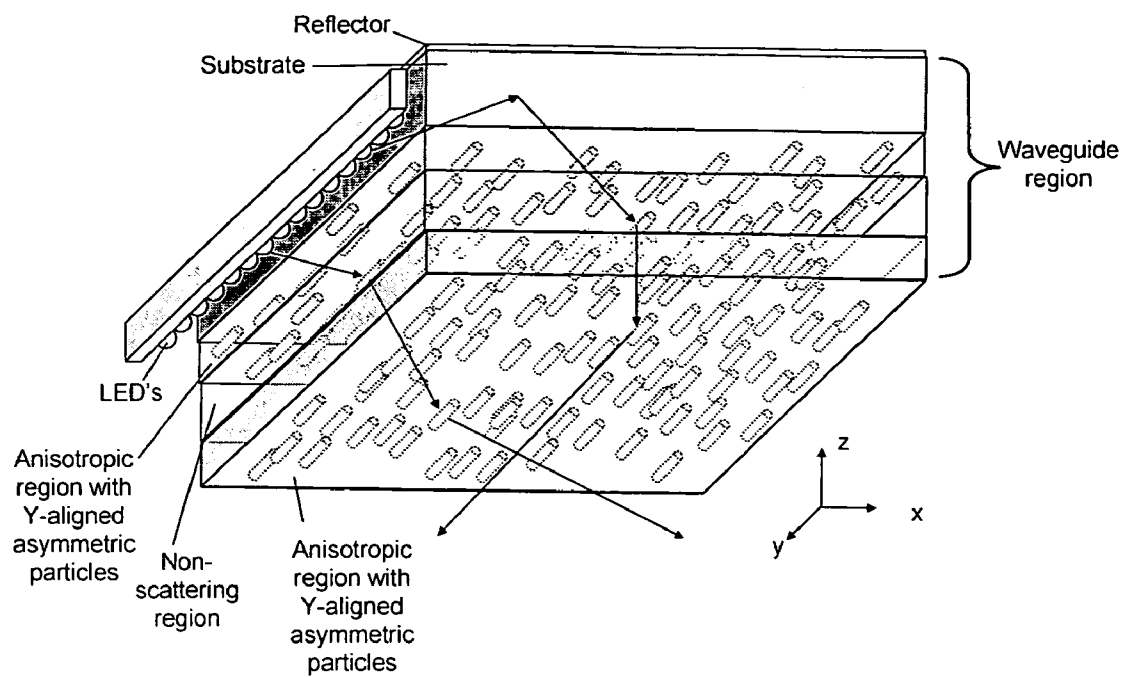 Reflector
Substrate
Waveguide
region
LED's
Anisotropic
region with
Y-aligned
asymmetric
particles
Non-
scattering
region
Anisotropic
region with
Y-aligned
asymmetric
particles
z
x
y